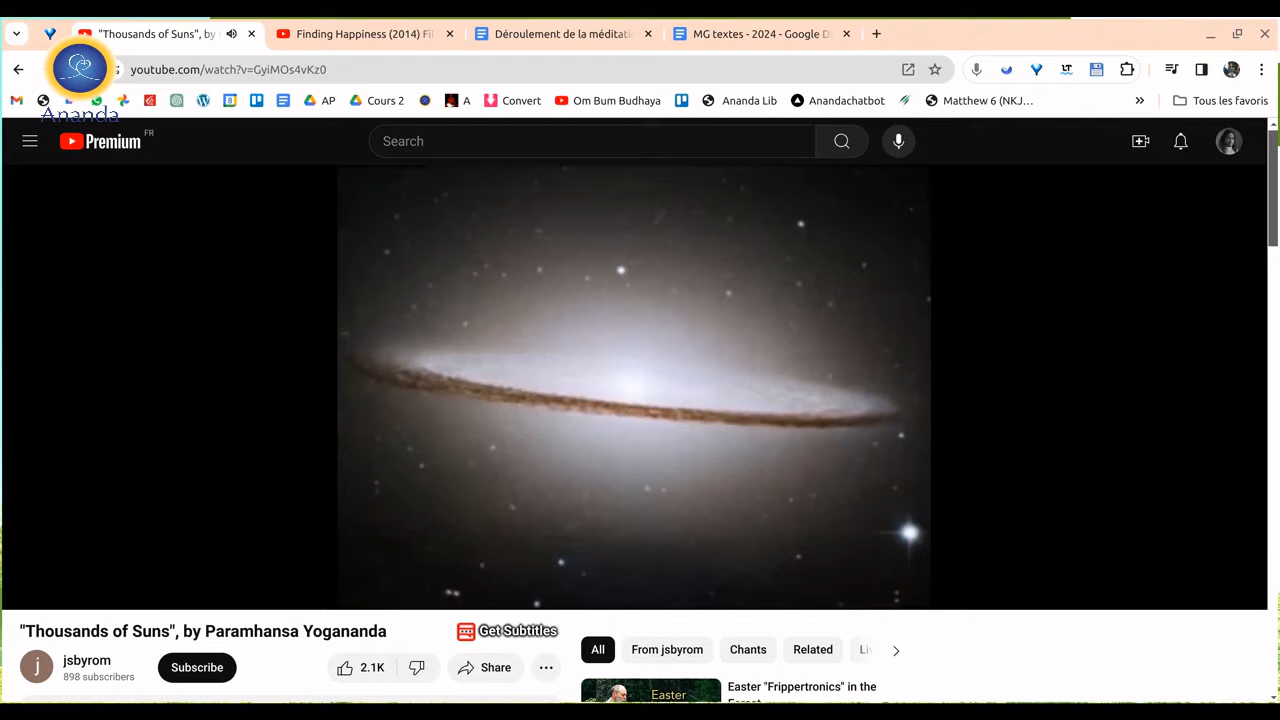 "Thousands of Suns", by
Finding Happiness (2014) Fi
Déroulement de la méditati
MG textes - 2024 - Google D
youtube.com/watch?v=GyiMOs4vKz0
AP
Cours 2
A
Convert
Om Bum Budhaya
Ananda Lib
Anandachatbot
Matthew 6 (NKJ...
Tous les favoris
Ananda
Premium FR
Search
"Thousands of Suns", by Paramhansa Yogananda
Get Subtitles
j
jsbyrom
898 subscribers
Subscribe
2.1K
Share
All
From jsbyrom
Chants
Related
Easter
Easter "Frippertronics" in the